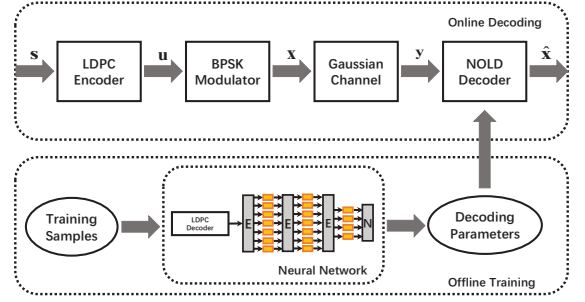 Online Decoding
s
LDPC
Encoder
u
BPSK
Modulator
x
Gaussian
Channel
y
NOLD
Decoder
x̂
Training
Samples
LDPC
Decoder
E
E
E
N
Neural Network
Decoding
Parameters
Offline Training